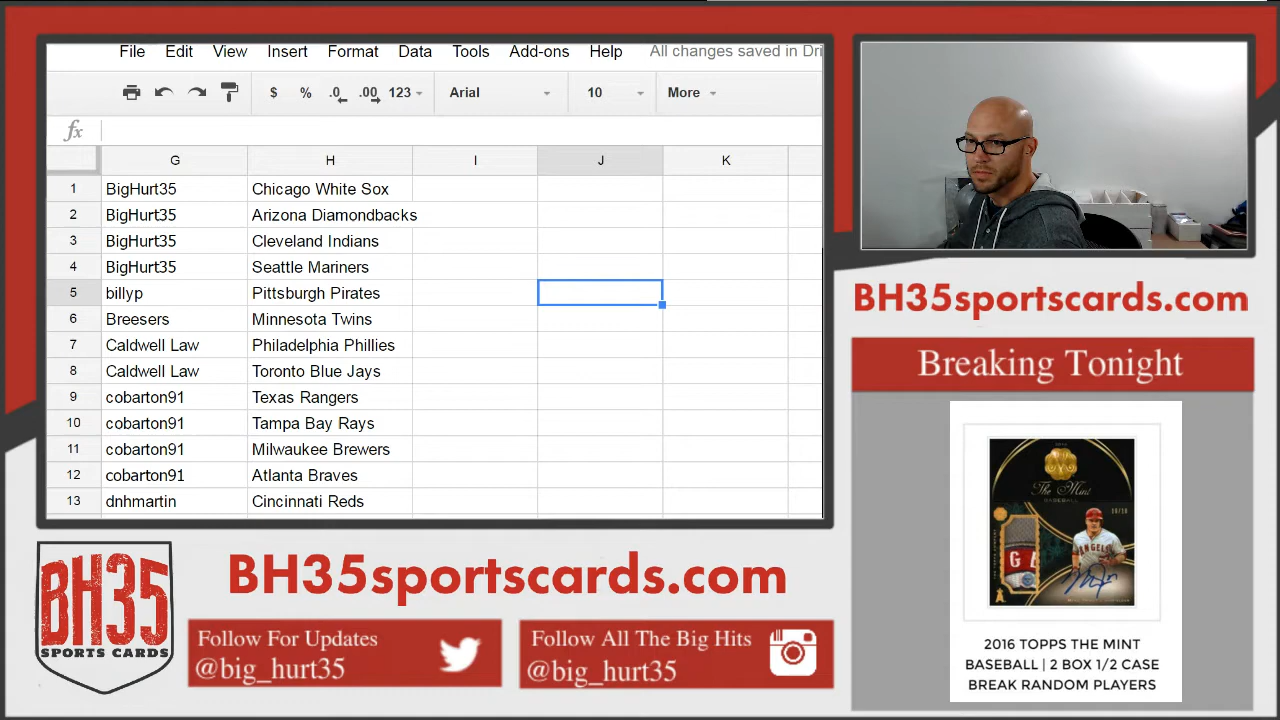 File Edit View Insert Format Data Tools Add-ons Help All changes saved in Dri
$ % .0 .00 123 Arial 10 More
fx
G H I J K
1 BigHurt35 Chicago White Sox
2 BigHurt35 Arizona Diamondbacks
3 BigHurt35 Cleveland Indians
4 BigHurt35 Seattle Mariners
5 billyp Pittsburgh Pirates
6 Breesers Minnesota Twins
7 Caldwell Law Philadelphia Phillies
8 Caldwell Law Toronto Blue Jays
9 cobarton91 Texas Rangers
10 cobarton91 Tampa Bay Rays
11 cobarton91 Milwaukee Brewers
12 cobarton91 Atlanta Braves
13 dnhmartin Cincinnati Reds
BH35sportscards.com
Breaking Tonight
The Mint
BASEBALL
ANGELS
2016 TOPPS THE MINT
BASEBALL | 2 BOX 1/2 CASE
BREAK RANDOM PLAYERS
BH35
SPORTS CARDS
BH35sportscards.com
Follow For Updates
@big_hurt35
Follow All The Big Hits
@big_hurt35